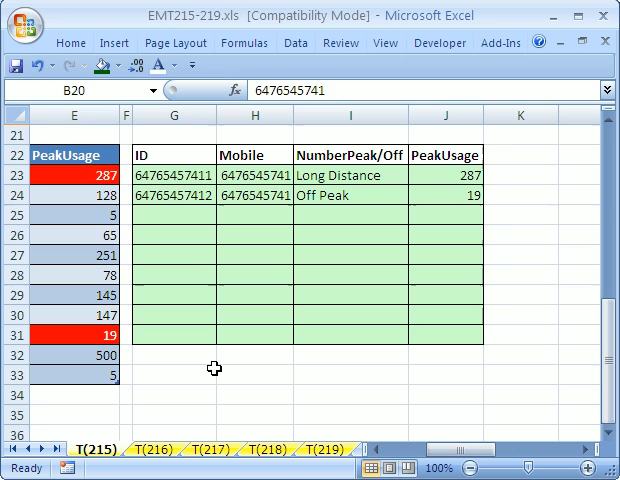 EMT215-219.xls [Compatibility Mode] - Microsoft Excel
Home Insert Page Layout Formulas Data Review View Developer Add-Ins
B20 fx 6476545741
E F G H I J K
21
22 PeakUsage ID Mobile NumberPeak/Off PeakUsage
23 287 64765457411 6476545741 Long Distance 287
24 128 64765457412 6476545741 Off Peak 19
25 5
26 65
27 251
28 78
29 145
30 147
31 19
32 500
33 5
34
35
36
T(215) T(216) T(217) T(218) T(219)
Ready 100%